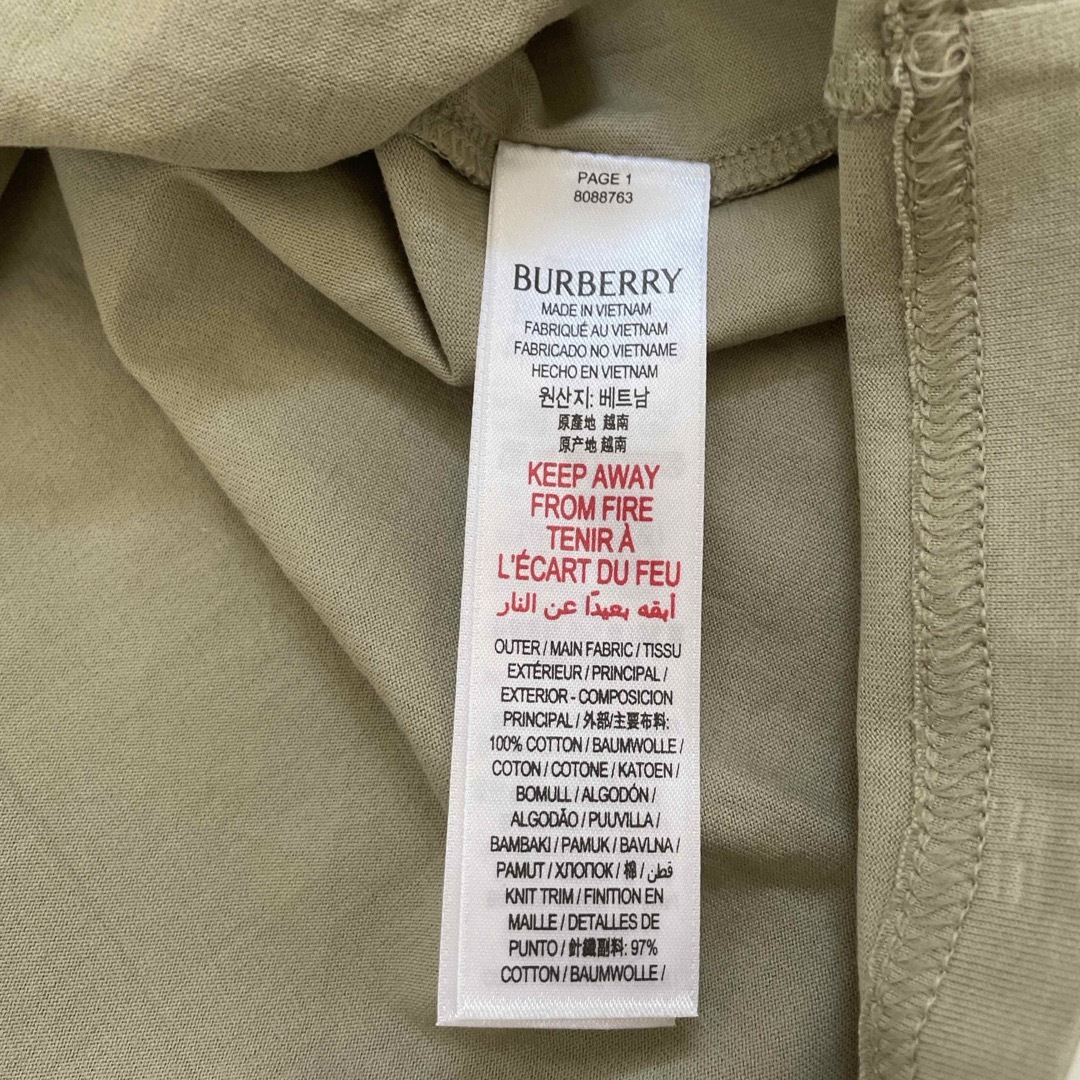 PAGE 1
8088763
BURBERRY
MADE IN VIETNAM
FABRIQUÉ AU VIETNAM
FABRICADO NO VIETNAME
HECHO EN VIETNAM
원산지: 베트남
原產地 越南
原产地 越南
KEEP AWAY
FROM FIRE
TENIR À
L'ÉCART DU FEU
أبقه بعيدًا عن النار
OUTER / MAIN FABRIC / TISSU
EXTÉRIEUR / PRINCIPAL /
EXTERIOR - COMPOSICION
PRINCIPAL / 外部/主要布料:
100% COTTON / BAUMWOLLE /
COTON / COTONE / KATOEN /
BOMULL / ALGODÓN /
ALGODÃO / PUUVILLA /
BAMBAKI / PAMUK / BAVLNA /
PAMUT / ХЛОПОК / 棉 / قطن
KNIT TRIM / FINITION EN
MAILLE / DETALLES DE
PUNTO / 針織副料: 97%
COTTON / BAUMWOLLE /